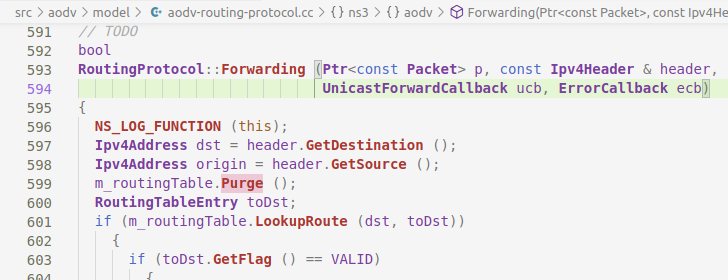 src > aodv > model > aodv-routing-protocol.cc > {} ns3 > {} aodv > Forwarding(Ptr<const Packet>, const Ipv4He
591 // TODO
592 bool
593 RoutingProtocol::Forwarding (Ptr<const Packet> p, const Ipv4Header & header,
594 UnicastForwardCallback ucb, ErrorCallback ecb)
595 {
596 NS_LOG_FUNCTION (this);
597 Ipv4Address dst = header.GetDestination ();
598 Ipv4Address origin = header.GetSource ();
599 m_routingTable.Purge ();
600 RoutingTableEntry toDst;
601 if (m_routingTable.LookupRoute (dst, toDst))
602 {
603 if (toDst.GetFlag () == VALID)
604 {